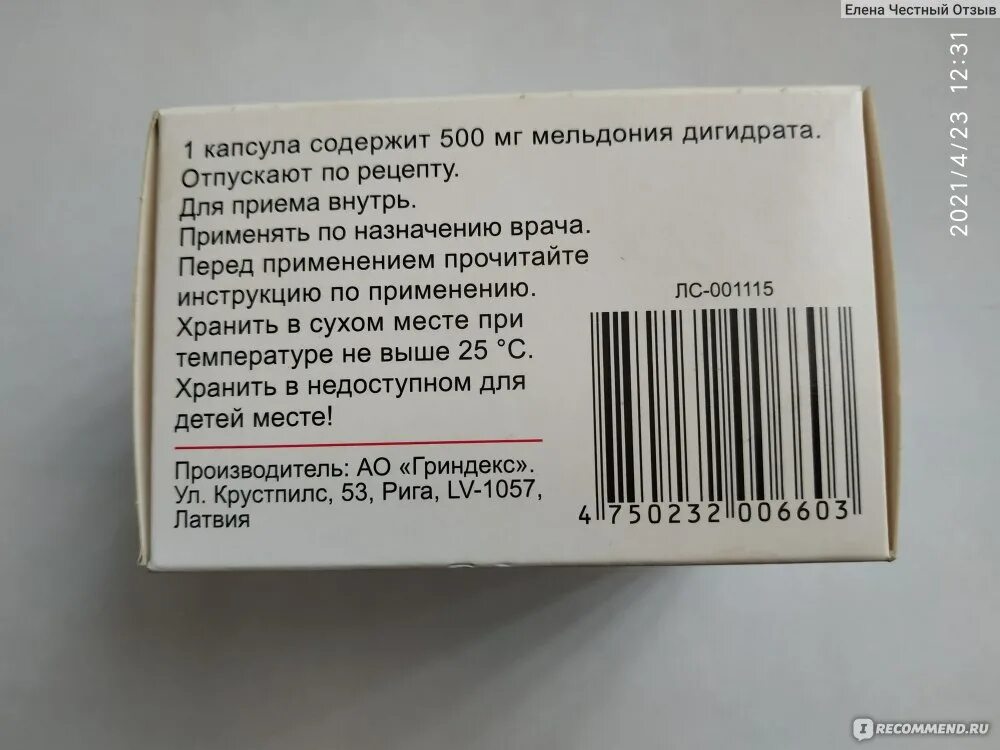 Елена Честный Отзыв
2021/4/23 12:31
1 капсула содержит 500 мг мельдония дигидрата.
Отпускают по рецепту.
Для приема внутрь.
Применять по назначению врача.
Перед применением прочитайте
инструкцию по применению.
Хранить в сухом месте при
температуре не выше 25 °C.
Хранить в недоступном для
детей месте!
Производитель: АО «Гриндекс».
Ул. Крустпилс, 53, Рига, LV-1057,
Латвия
ЛС-001115
4 750232 006603
IRECOMMEND.RU